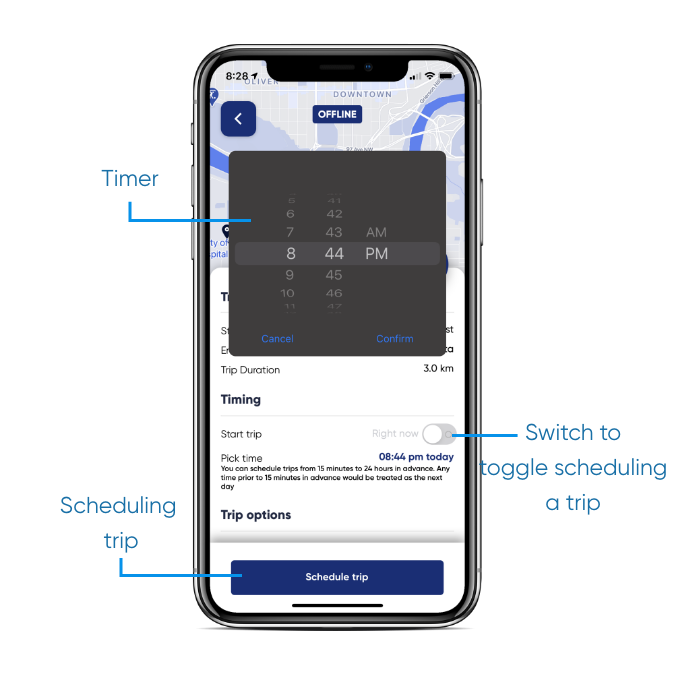 8:28
OLIVER
DOWNTOWN
OFFLINE
97 Ave NW
Timer
5 41
6 42
7 43 AM
8 44 PM
9 45
10 46
11 47
Cancel Confirm
Trip Duration 3.0 km
Timing
Start trip Right now
Pick time 08:44 pm today
You can schedule trips from 15 minutes to 24 hours in advance. Any
time prior to 15 minutes in advance would be treated as the next
day
Trip options
Schedule trip
Switch to
toggle scheduling
a trip
Scheduling
trip